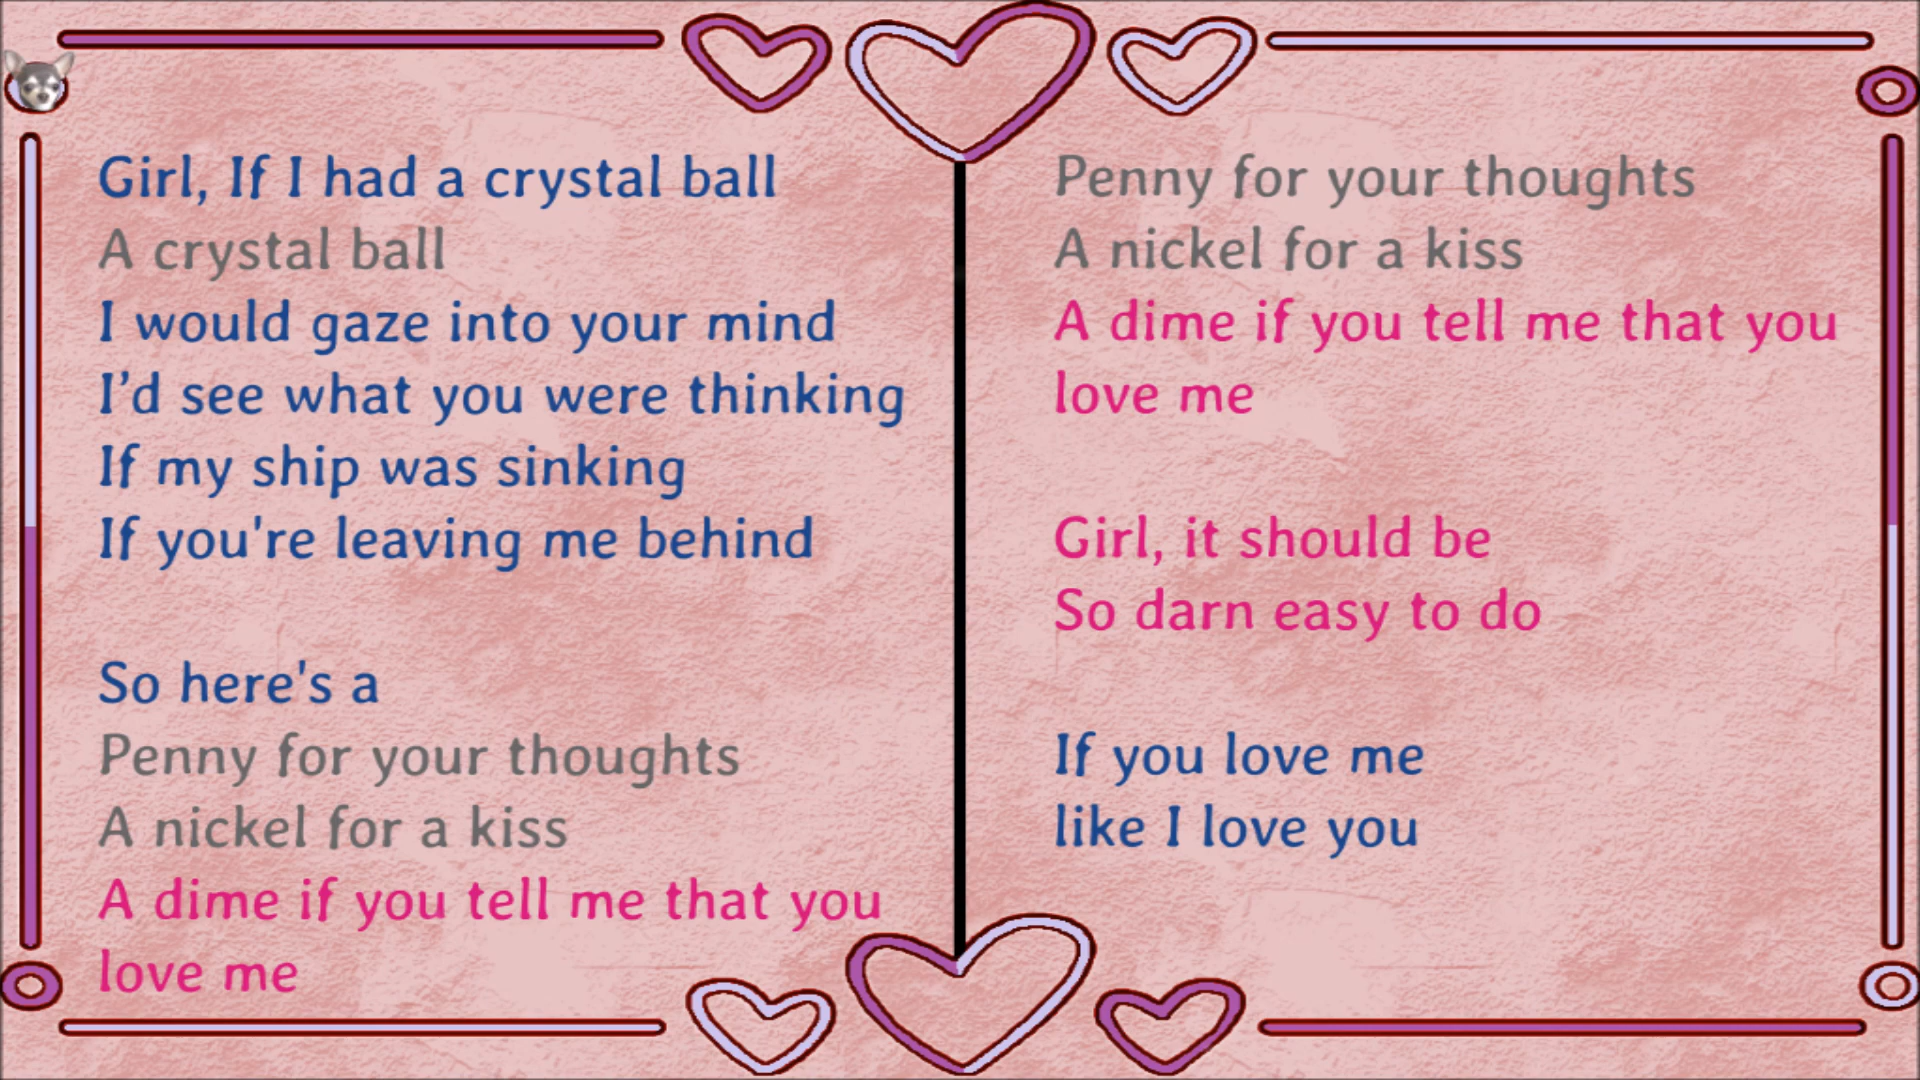 Girl, If I had a crystal ball
A crystal ball
I would gaze into your mind
I’d see what you were thinking
If my ship was sinking
If you're leaving me behind
So here's a
Penny for your thoughts
A nickel for a kiss
A dime if you tell me that you
love me
Penny for your thoughts
A nickel for a kiss
A dime if you tell me that you
love me
Girl, it should be
So darn easy to do
If you love me
like I love you